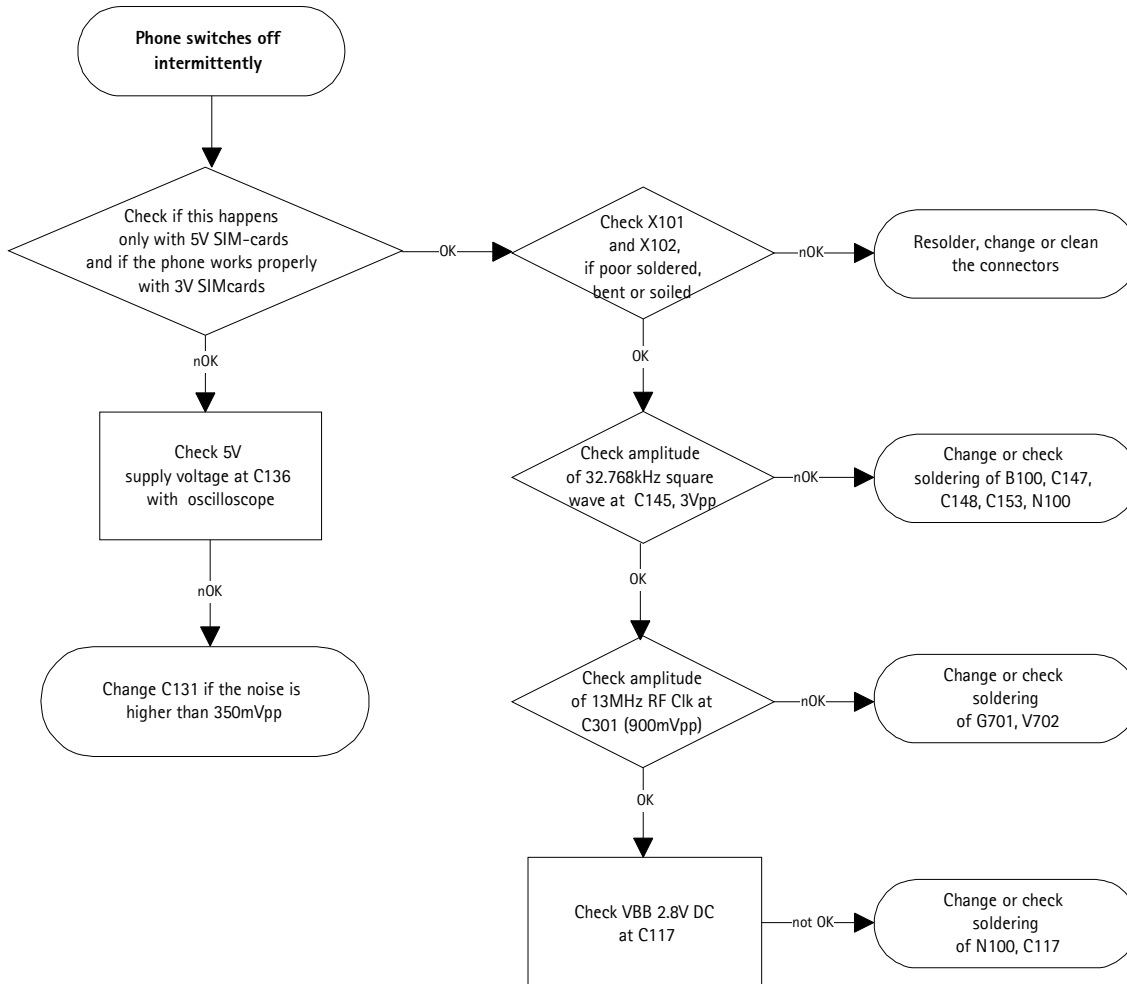 Phone switches off
intermittently
Check if this happens
only with 5V SIM-cards
and if the phone works properly
with 3V SIMcards
OK
Check X101
and X102,
if poor soldered,
bent or soiled
nOK
Resolder, change or clean
the connectors
nOK
OK
Check 5V
supply voltage at C136
with oscilloscope
Check amplitude
of 32.768kHz square
wave at C145, 3Vpp
nOK
Change or check
soldering of B100, C147,
C148, C153, N100
nOK
OK
Change C131 if the noise is
higher than 350mVpp
Check amplitude
of 13MHz RF Clk at
C301 (900mVpp)
nOK
Change or check
soldering
of G701, V702
OK
Check VBB 2.8V DC
at C117
not OK
Change or check
soldering
of N100, C117